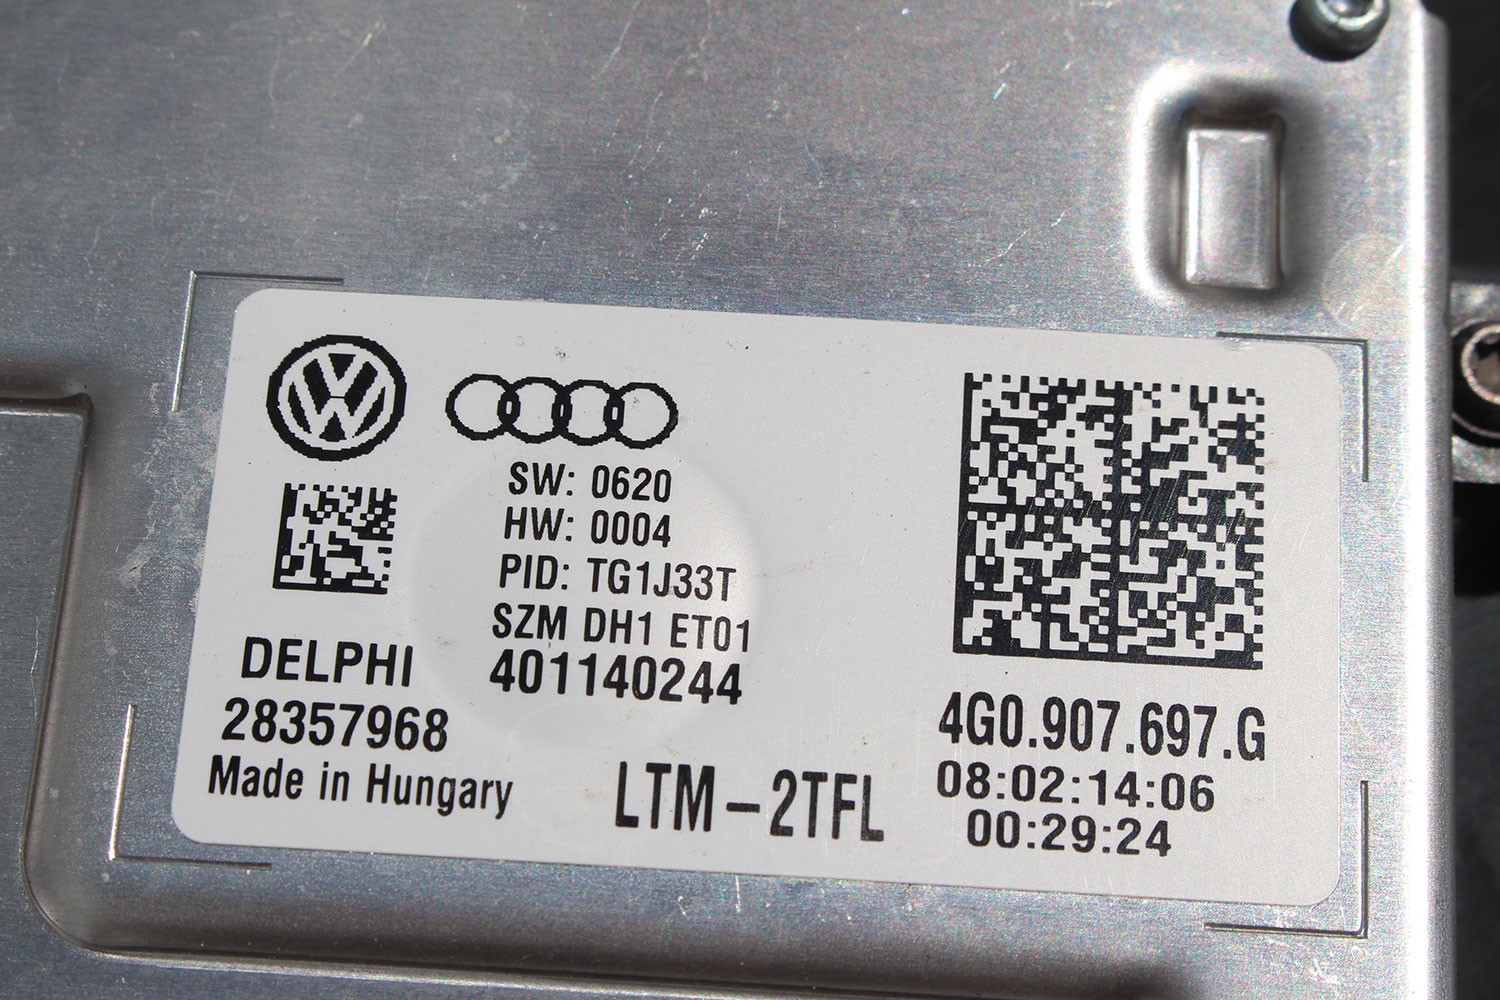 SW: 0620
HW: 0004
PID: TG1J33T
SZM DH1 ET01
401140244
DELPHI
28357968
Made in Hungary
LTM-2TFL
4G0.907.697.G
08:02:14:06
00:29:24